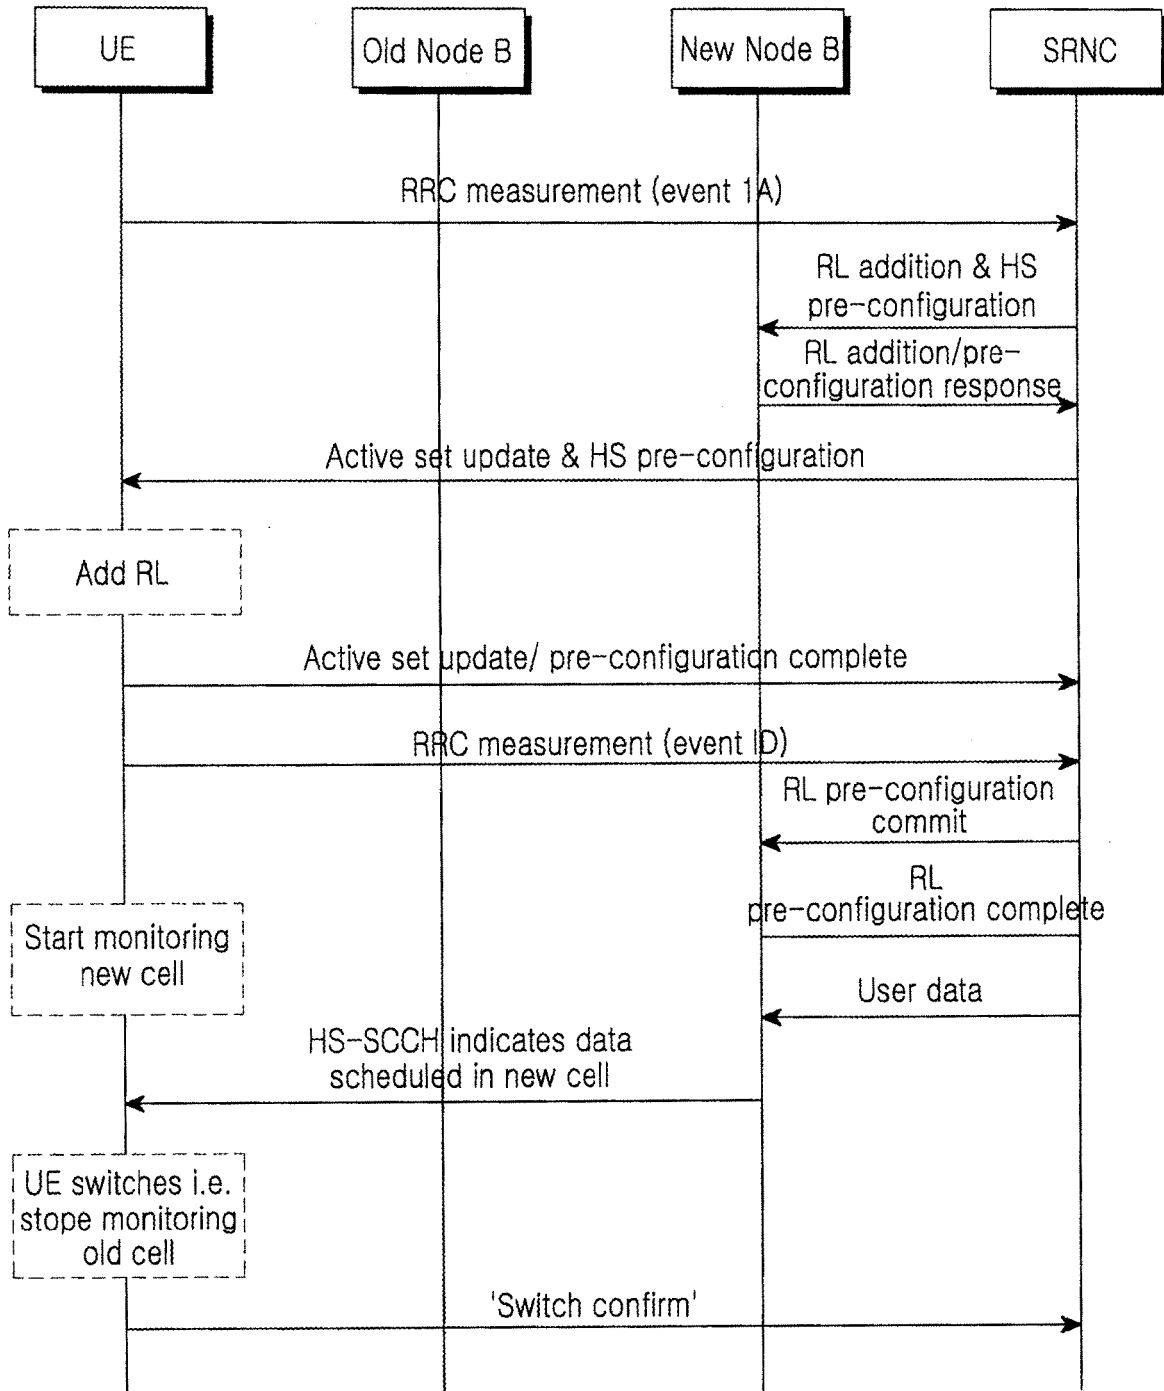 UE
Old Node B
New Node B
SRNC
RRC measurement (event 1A)
RL addition & HS
pre-configuration
RL addition/pre-
configuration response
Active set update & HS pre-configuration
Add RL
Active set update/ pre-configuration complete
RRC measurement (event ID)
RL pre-configuration
commit
RL
pre-configuration complete
Start monitoring
new cell
User data
HS-SCCH indicates data
scheduled in new cell
UE switches i.e.
stope monitoring
old cell
'Switch confirm'